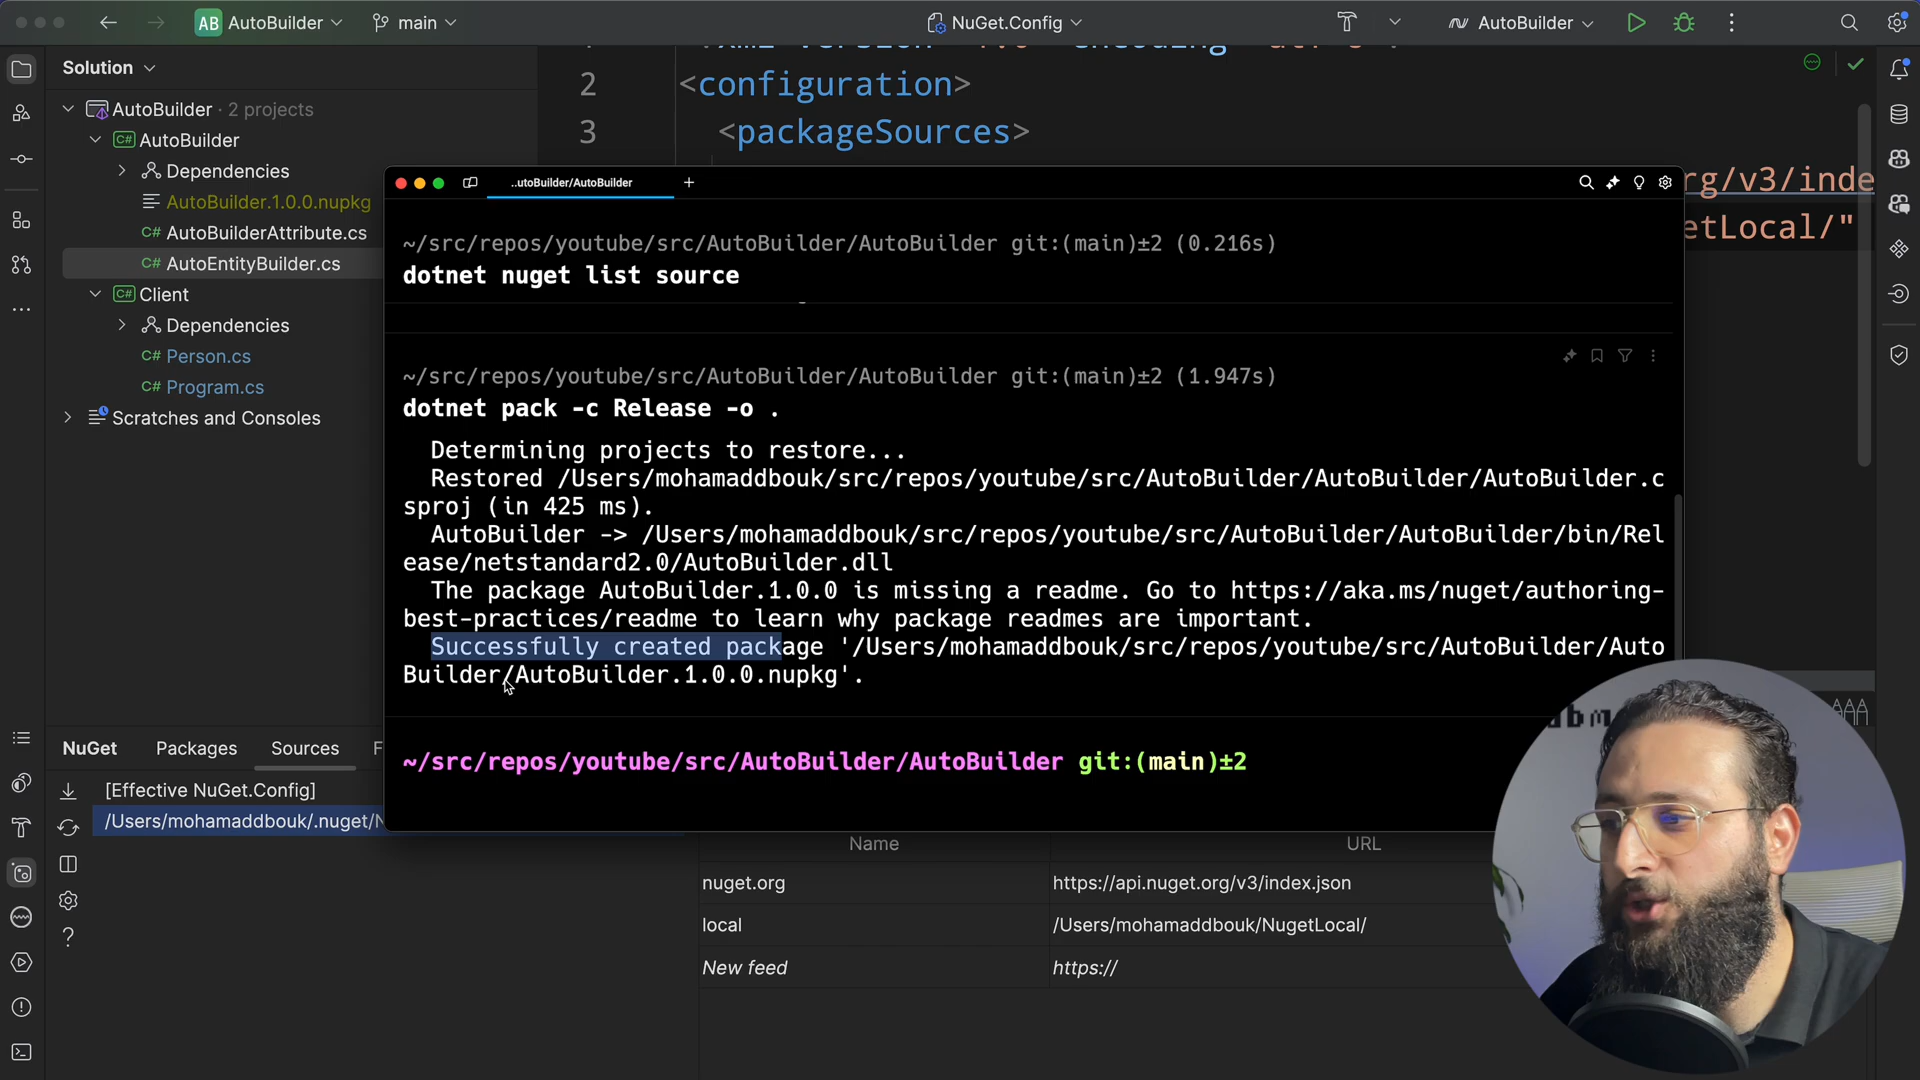 AB AutoBuilder
main
NuGet.Config
AutoBuilder
Solution
AutoBuilder · 2 projects
C# AutoBuilder
Dependencies
AutoBuilder.1.0.0.nupkg
C# AutoBuilderAttribute.cs
C# AutoEntityBuilder.cs
C# Client
Dependencies
C# Person.cs
C# Program.cs
Scratches and Consoles
2 <configuration>
3 <packageSources>
rg/v3/inde
etLocal/"
..utoBuilder/AutoBuilder
~/src/repos/youtube/src/AutoBuilder/AutoBuilder git:(main)±2 (0.216s)
dotnet nuget list source
~/src/repos/youtube/src/AutoBuilder/AutoBuilder git:(main)±2 (1.947s)
dotnet pack -c Release -o .
Determining projects to restore...
Restored /Users/mohamaddbouk/src/repos/youtube/src/AutoBuilder/AutoBuilder/AutoBuilder.c
sproj (in 425 ms).
AutoBuilder -> /Users/mohamaddbouk/src/repos/youtube/src/AutoBuilder/AutoBuilder/bin/Rel
ease/netstandard2.0/AutoBuilder.dll
The package AutoBuilder.1.0.0 is missing a readme. Go to https://aka.ms/nuget/authoring-
best-practices/readme to learn why package readmes are important.
Successfully created package '/Users/mohamaddbouk/src/repos/youtube/src/AutoBuilder/Auto
Builder/AutoBuilder.1.0.0.nupkg'.
~/src/repos/youtube/src/AutoBuilder/AutoBuilder git:(main)±2
NuGet Packages Sources F
[Effective NuGet.Config]
/Users/mohamaddbouk/.nuget/N
Name URL
nuget.org https://api.nuget.org/v3/index.json
local /Users/mohamaddbouk/NugetLocal/
New feed https://